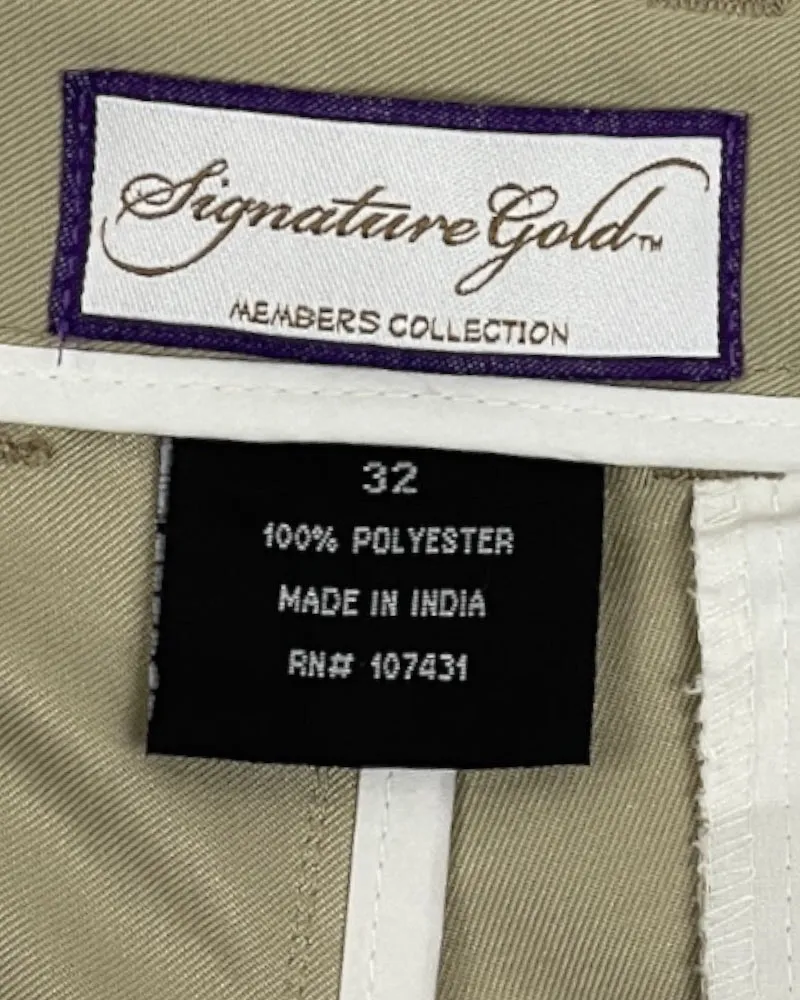 Signature Gold™
MEMBERS COLLECTION
32
100% POLYESTER
MADE IN INDIA
RN# 107431